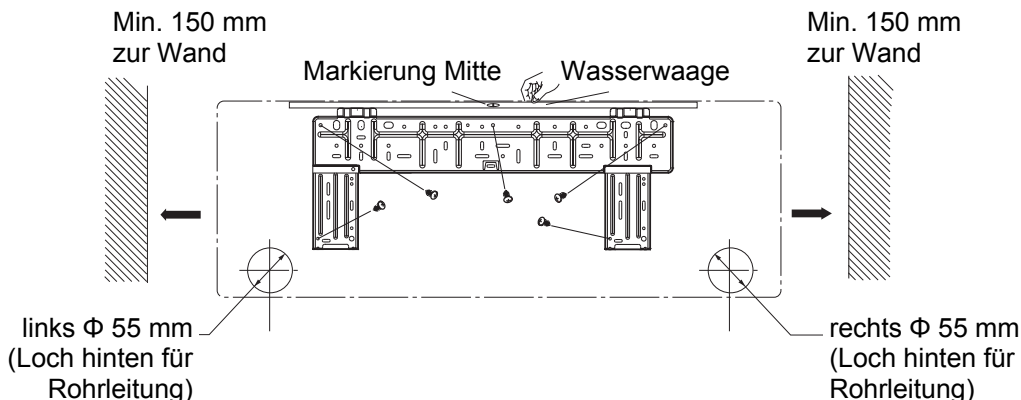 Min. 150 mm
zur Wand
Min. 150 mm
zur Wand
Markierung Mitte
Wasserwaage
links Φ 55 mm
(Loch hinten für
Rohrleitung)
rechts Φ 55 mm
(Loch hinten für
Rohrleitung)